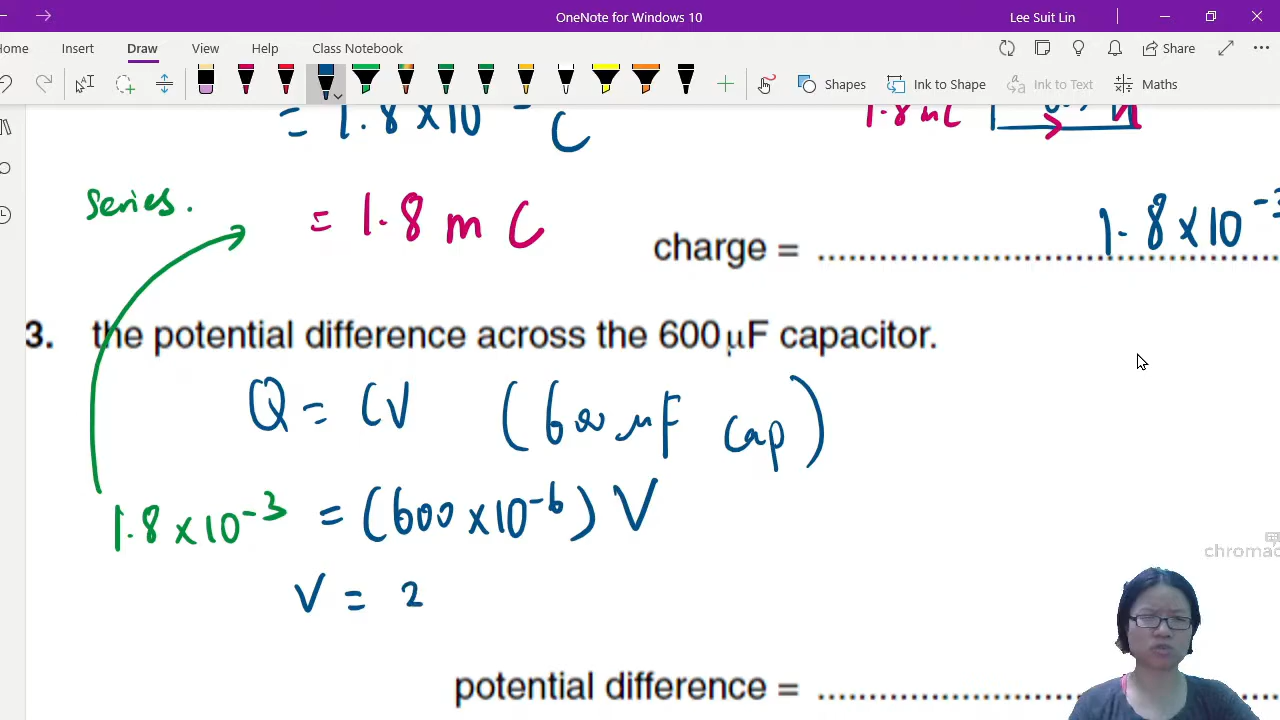 OneNote for Windows 10
Lee Suit Lin
Home Insert Draw View Help Class Notebook Share
Shapes Ink to Shape Ink to Text Maths
= 1.8 × 10 C
1.8 mC
series.
= 1.8 m C
charge = 1.8 × 10⁻³
3. the potential difference across the 600 μF capacitor.
Q = CV (600 μF cap)
1.8 × 10⁻³ = (600 × 10⁻⁶) V
V = 2
potential difference =